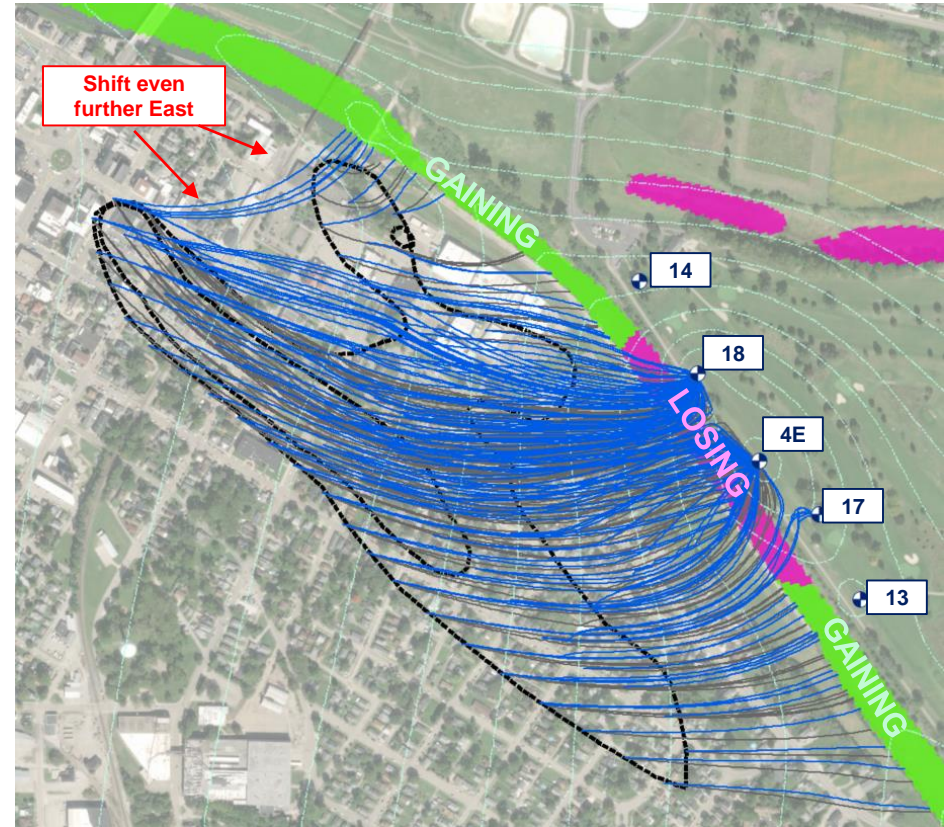 Shift even
further East
GAINING
14
18
LOSING
4E
17
13
GAINING